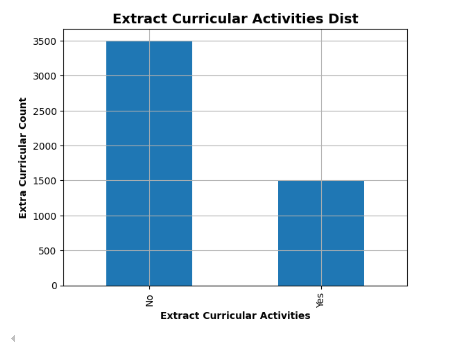 Extract Curricular Activities Dist
3500
3000
2500
2000
1500
1000
500
0
Extra Curricular Count
No
Yes
Extract Curricular Activities